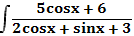 ∫ (5cosx + 6)/(2cosx + sinx + 3)